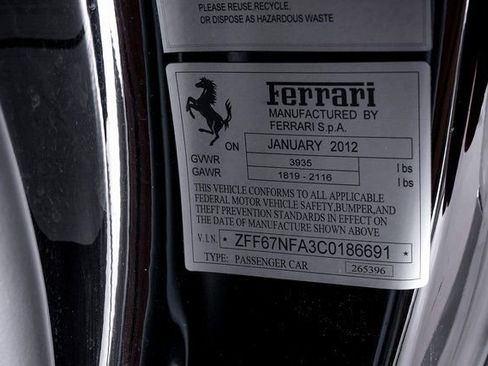 PLEASE REUSE, RECYCLE,
OR DISPOSE AS HAZARDOUS WASTE
Ferrari
MANUFACTURED BY
FERRARI S.p.A.
ON JANUARY 2012
GVWR 3935 lbs
GAWR 1819 - 2116 lbs
THIS VEHICLE CONFORMS TO ALL APPLICABLE
FEDERAL MOTOR VEHICLE SAFETY, BUMPER, AND
THEFT PREVENTION STANDARDS IN EFFECT ON
THE DATE OF MANUFACTURE SHOWN ABOVE
V.I.N. * ZFF67NFA3C0186691 *
TYPE: PASSENGER CAR 265396